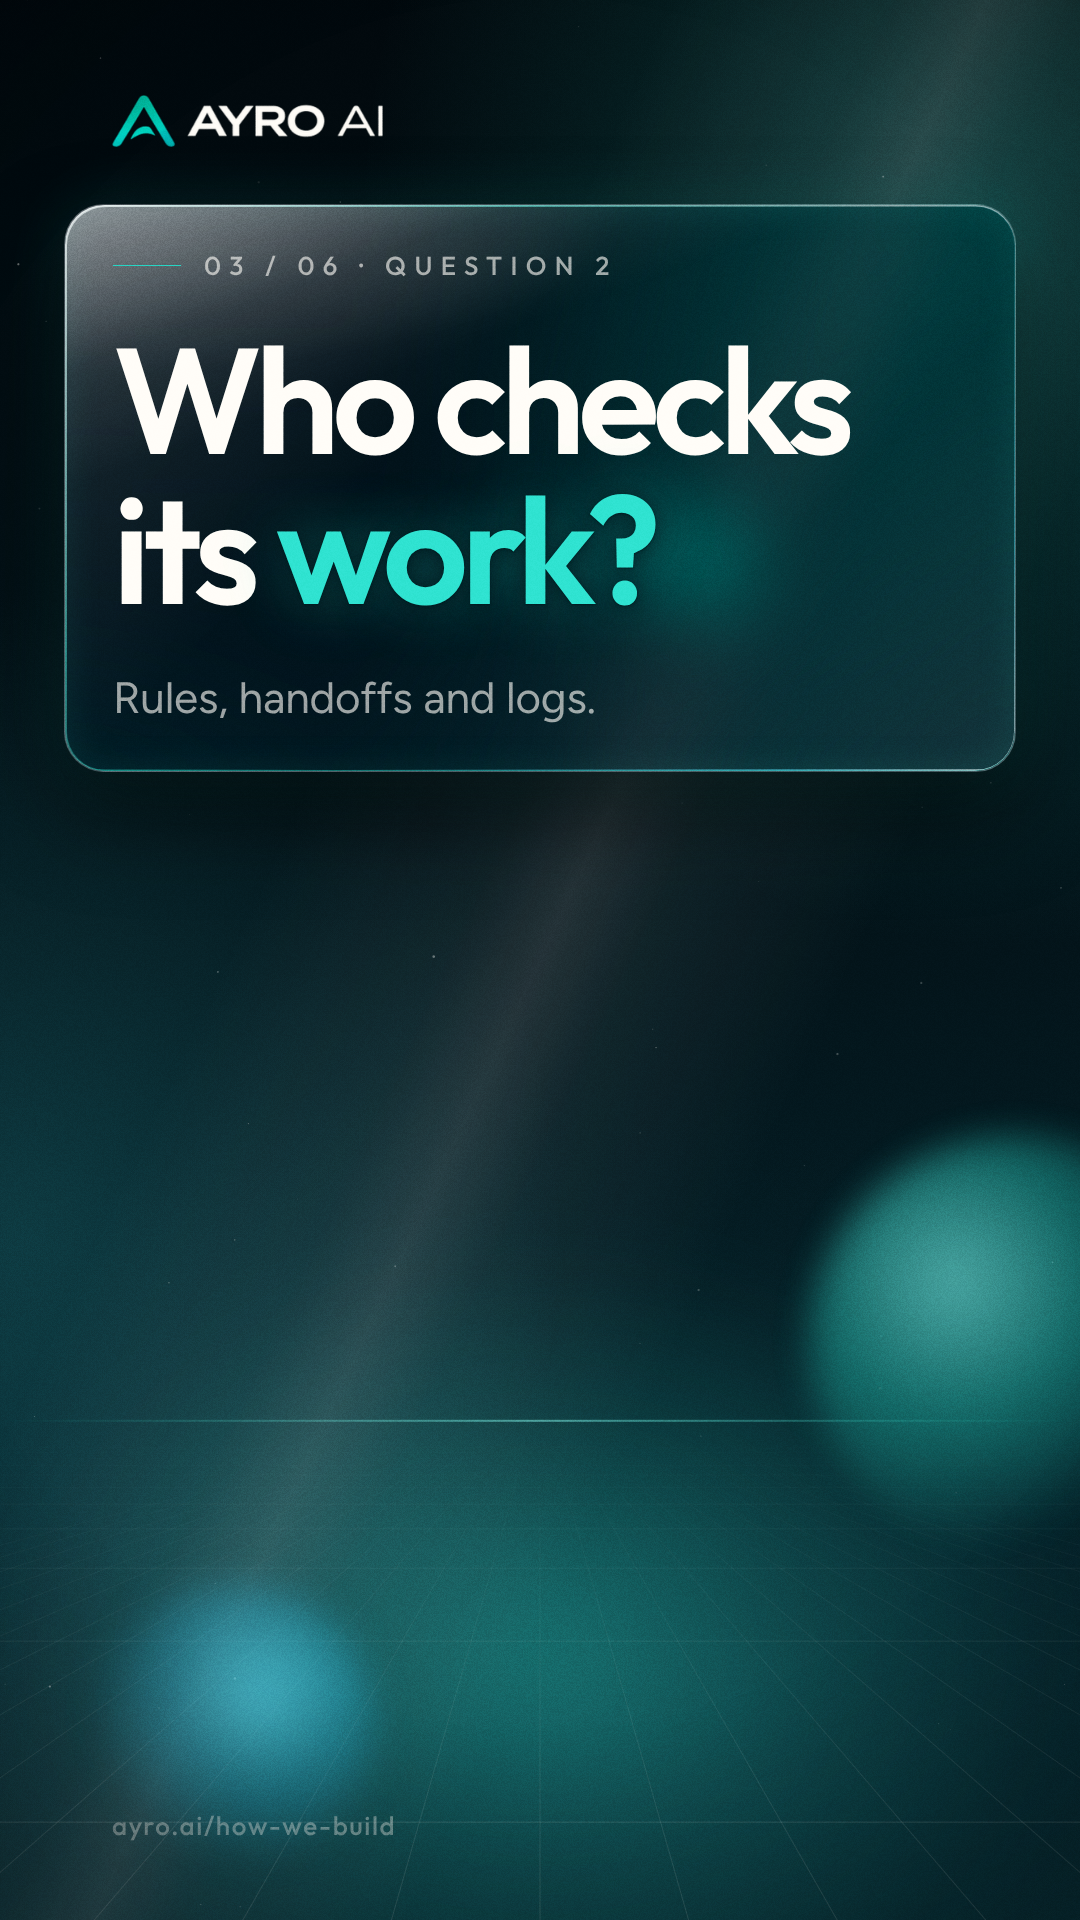 AYRO AI
03 / 06 · QUESTION 2
Who checks
its work?
Rules, handoffs and logs.
ayro.ai/how-we-build